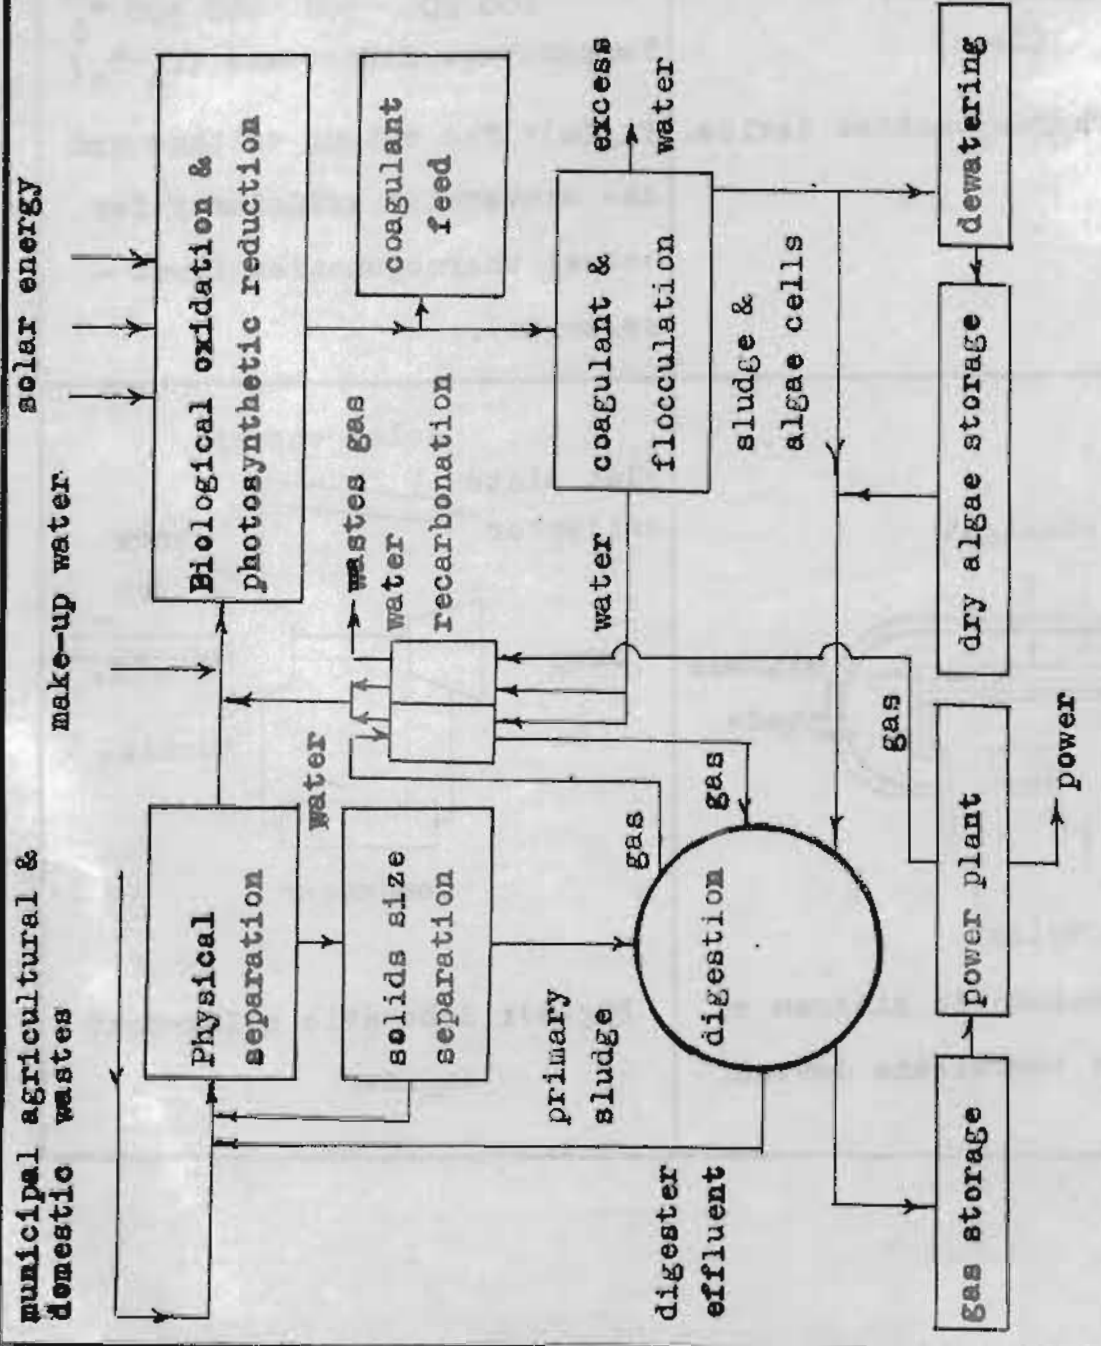 municipal agricultural &
domestic wastes
make-up water
solar energy
Physical
separation
Biological oxidation &
photosynthetic reduction
water
solids size
separation
wastes gas
water
recarbonation
coagulant
feed
primary
sludge
gas
gas
water
coagulant &
flocculation
excess
water
digester
effluent
digestion
sludge &
algae cells
gas
gas storage
power plant
dry algae storage
dewatering
power